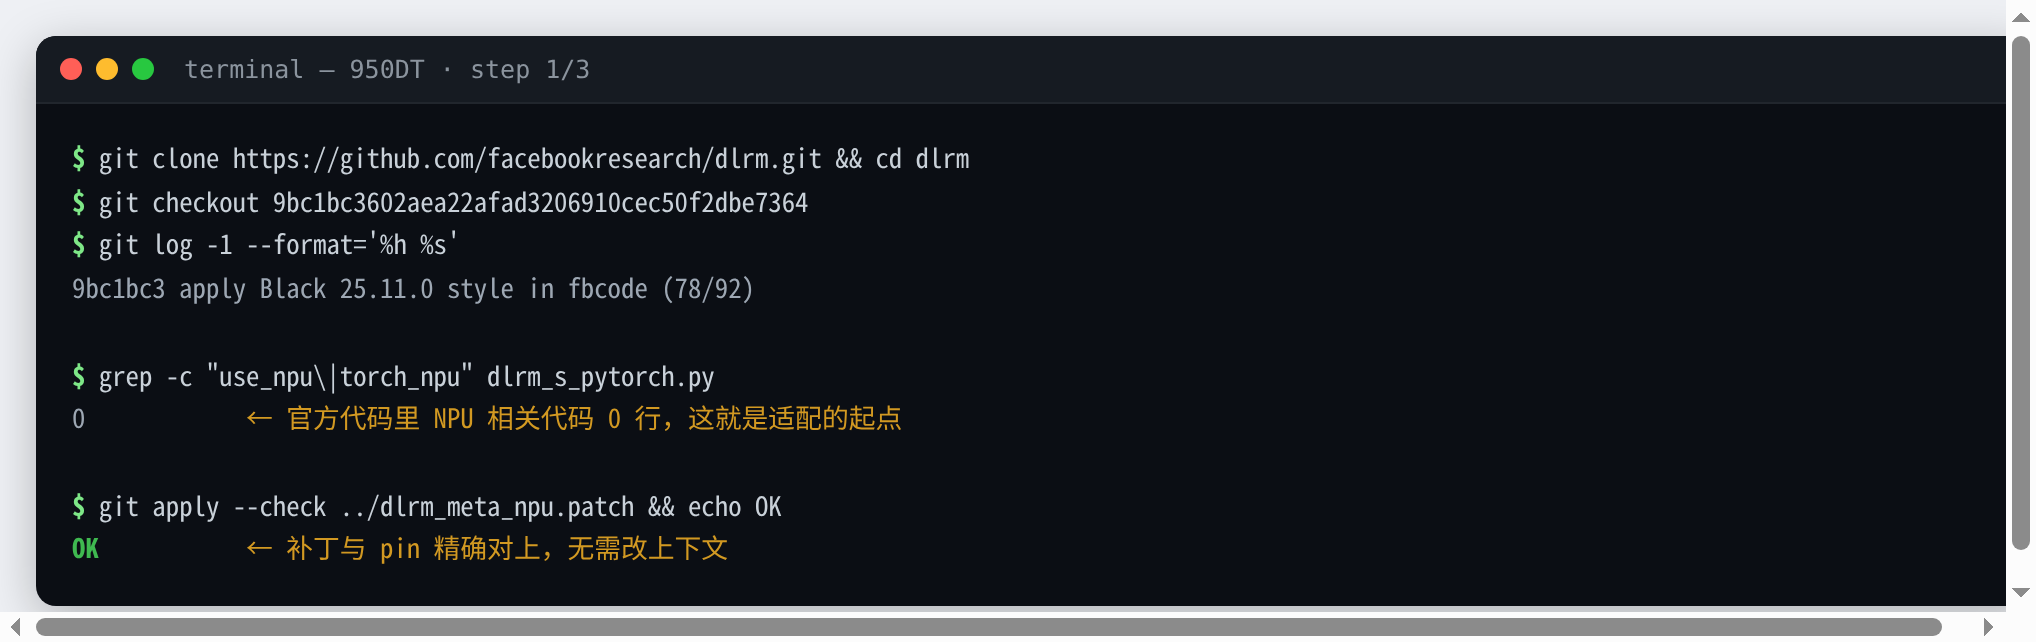 terminal — 950DT · step 1/3
$ git clone https://github.com/facebookresearch/dlrm.git && cd dlrm
$ git checkout 9bc1bc3602aea22afad3206910cec50f2dbe7364
$ git log -1 --format='%h %s'
9bc1bc3 apply Black 25.11.0 style in fbcode (78/92)
$ grep -c "use_npu\|torch_npu" dlrm_s_pytorch.py
0 ← 官方代码里 NPU 相关代码 0 行，这就是适配的起点
$ git apply --check ../dlrm_meta_npu.patch && echo OK
OK ← 补丁与 pin 精确对上，无需改上下文